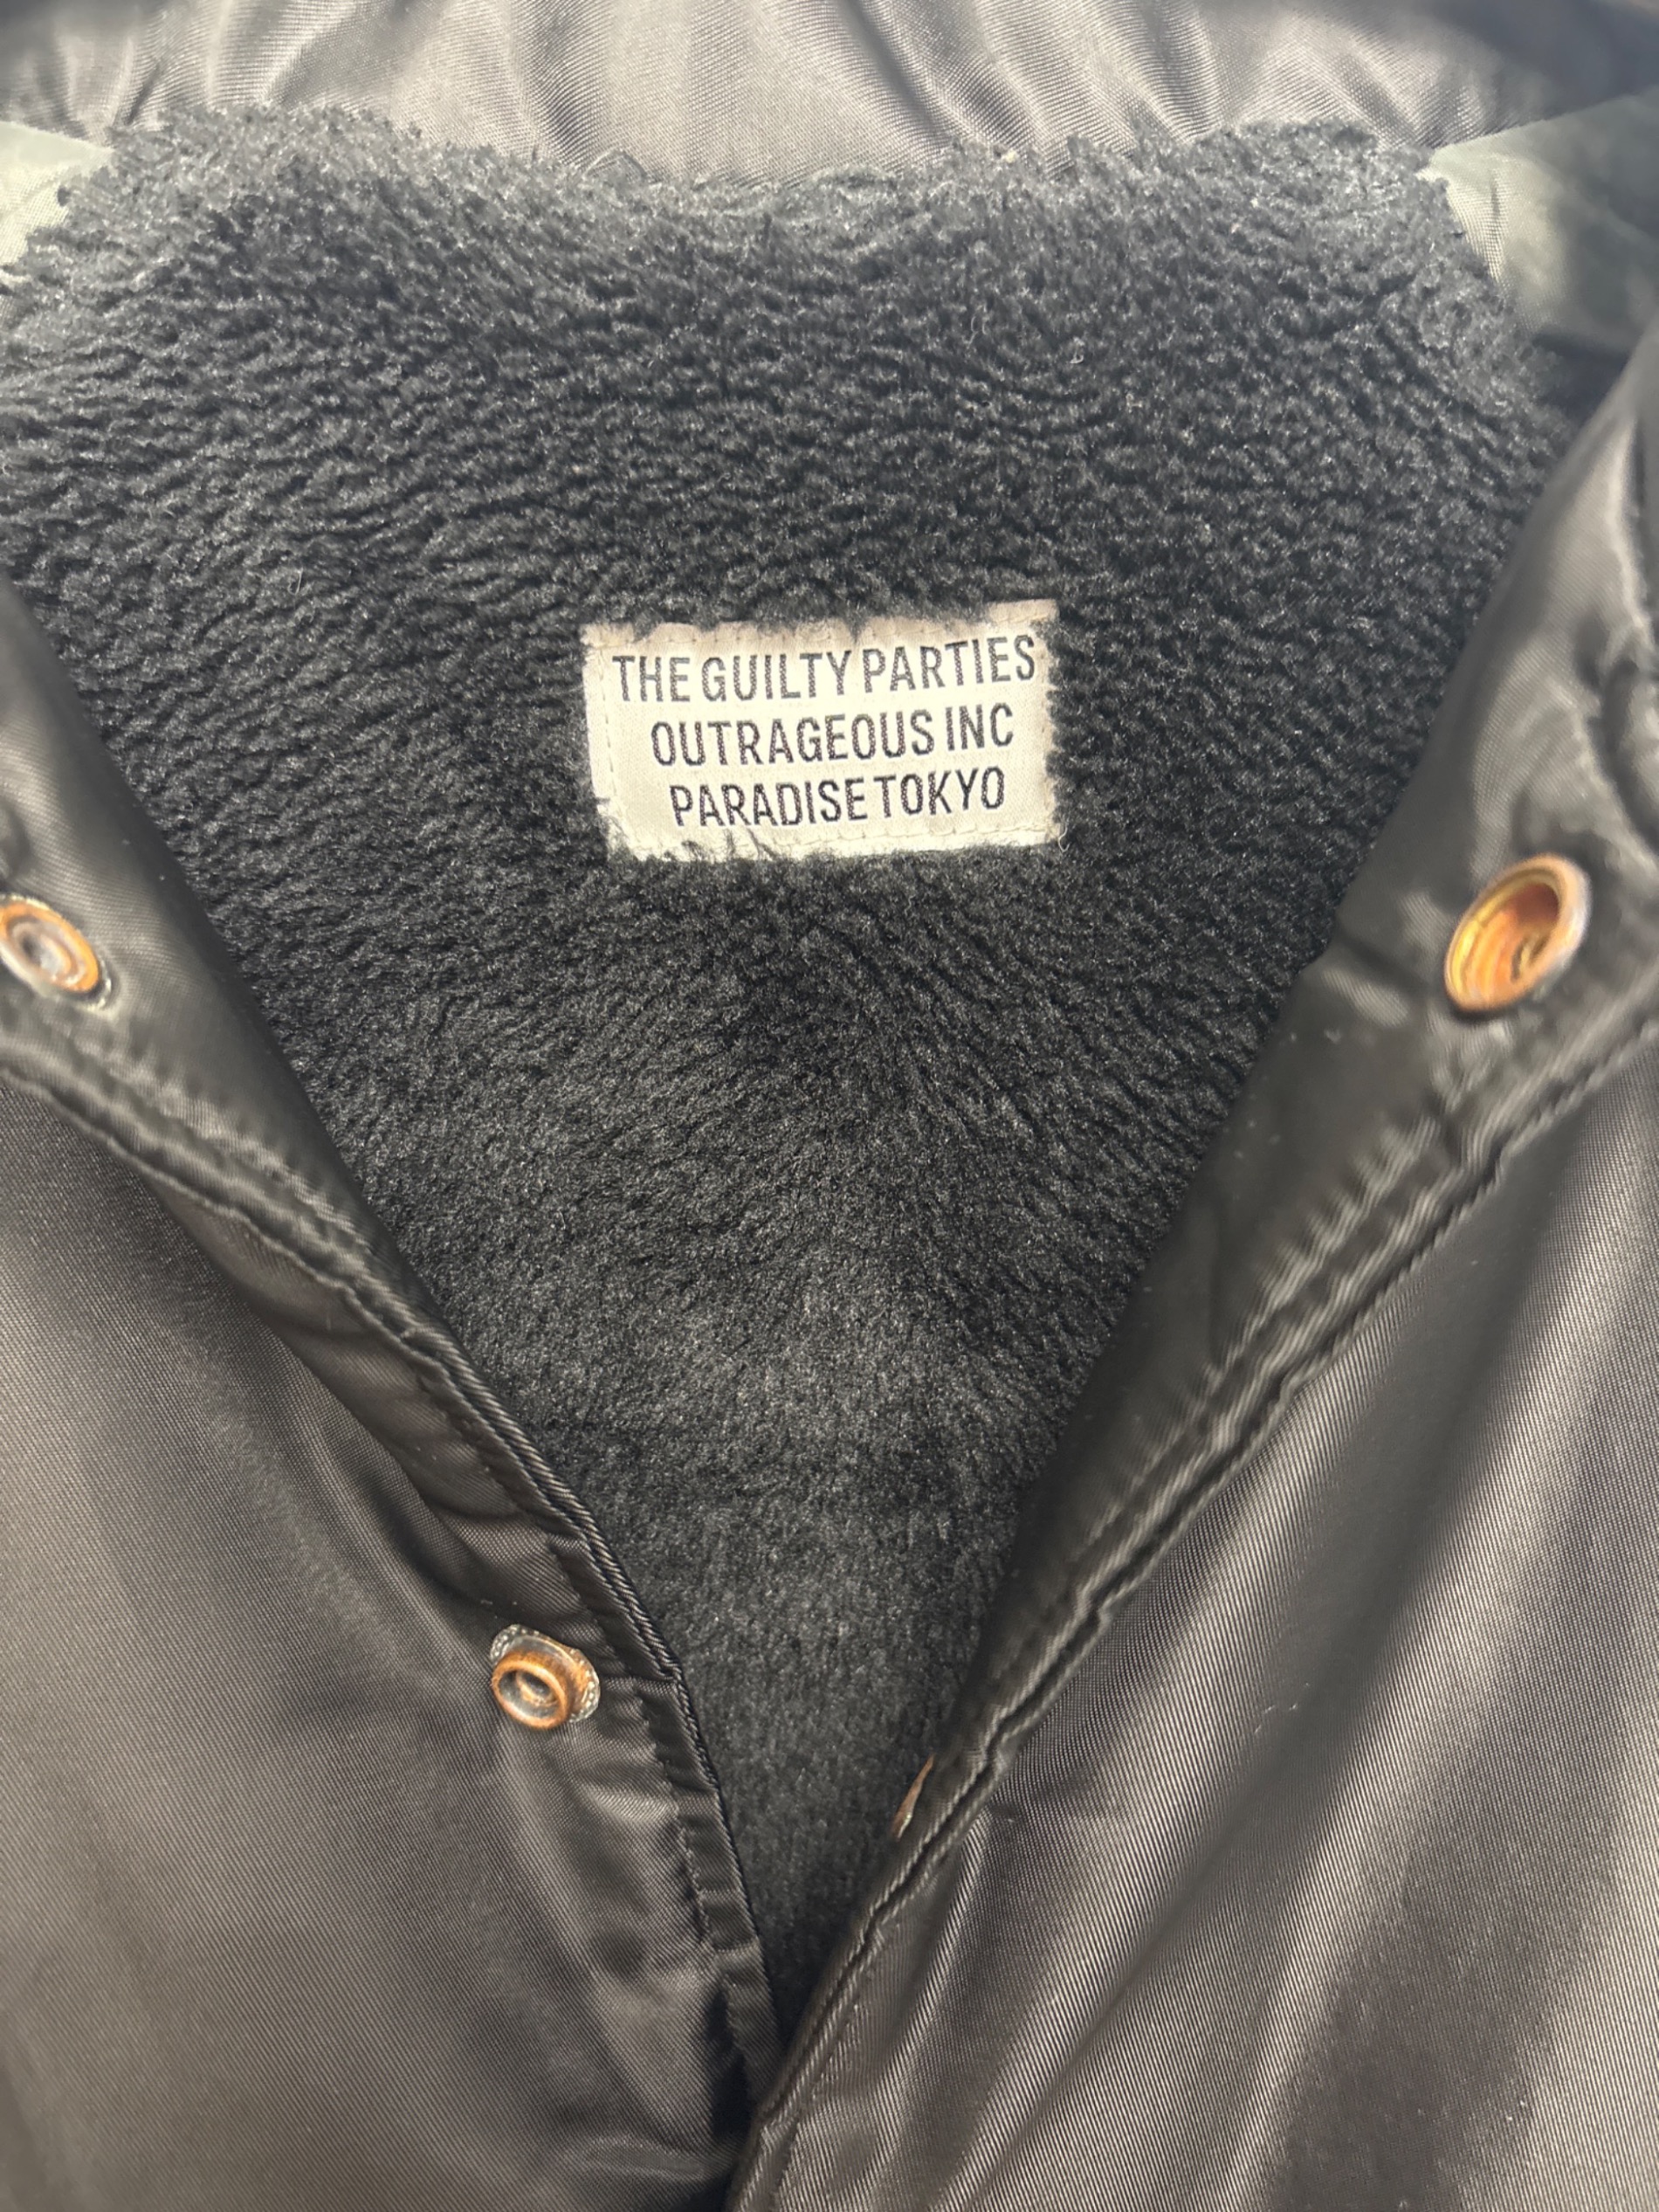 THE GUILTY PARTIES
OUTRAGEOUS INC
PARADISE TOKYO